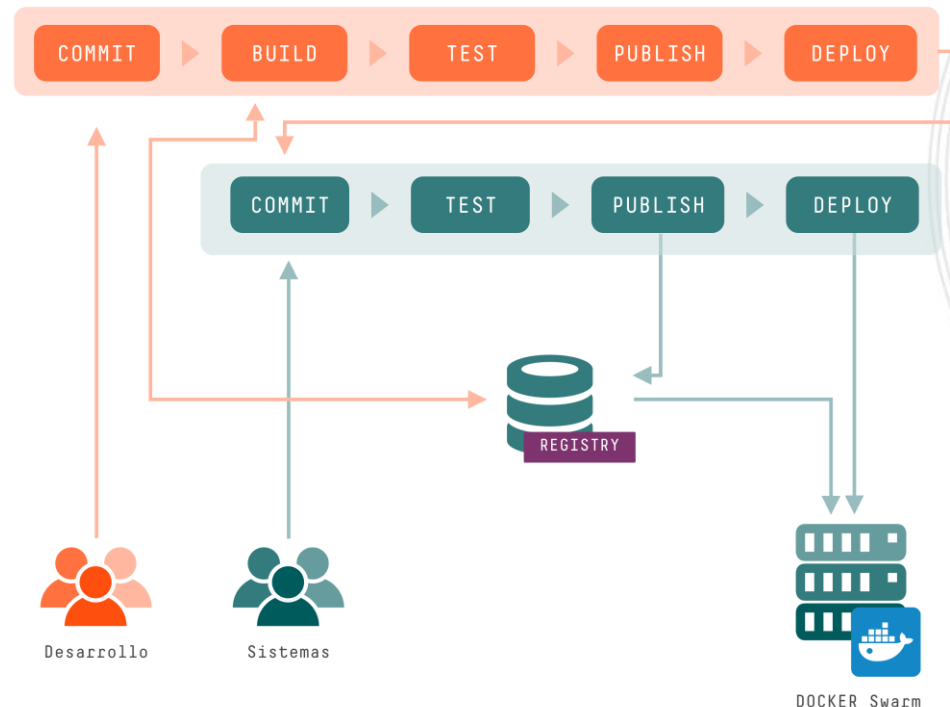 COMMIT BUILD TEST PUBLISH DEPLOY
COMMIT TEST PUBLISH DEPLOY
REGISTRY
Desarrollo Sistemas
DOCKER Swarm